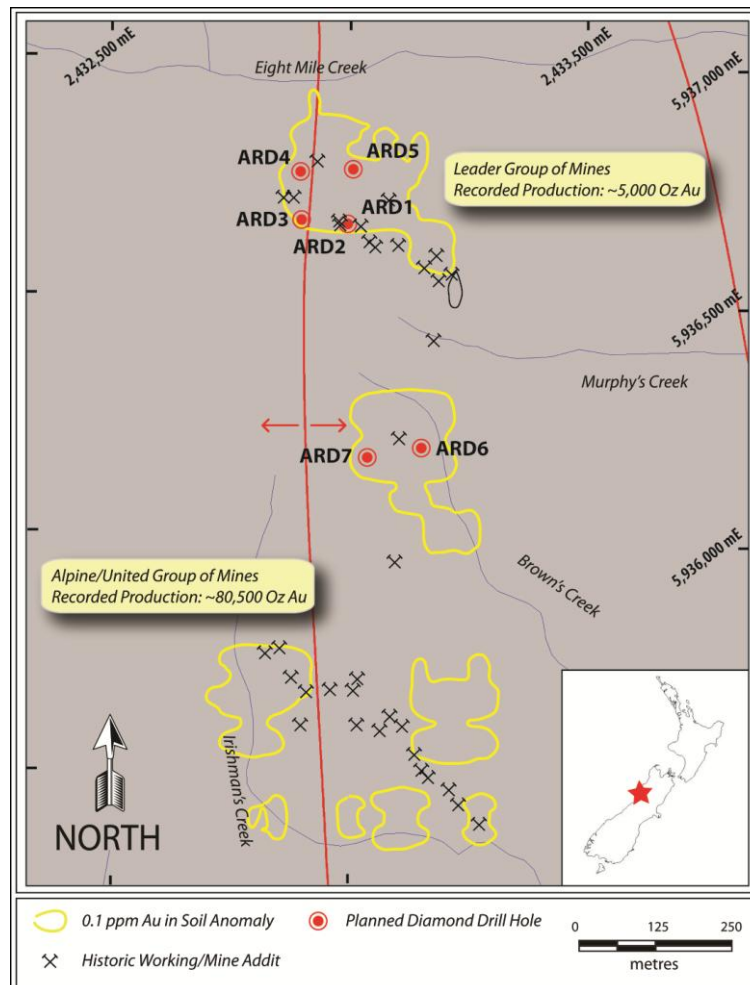 2,432,500 mE
2,433,500 mE
Eight Mile Creek
5,937,000 mE
ARD4
ARD5
Leader Group of Mines
Recorded Production: ~5,000 Oz Au
ARD3
ARD1
ARD2
5,936,500 mE
Murphy's Creek
ARD7
ARD6
5,936,000 mE
Alpine/United Group of Mines
Recorded Production: ~80,500 Oz Au
Brown's Creek
Irishman's Creek
NORTH
0.1 ppm Au in Soil Anomaly
Planned Diamond Drill Hole
Historic Working/Mine Addit
0 125 250
metres